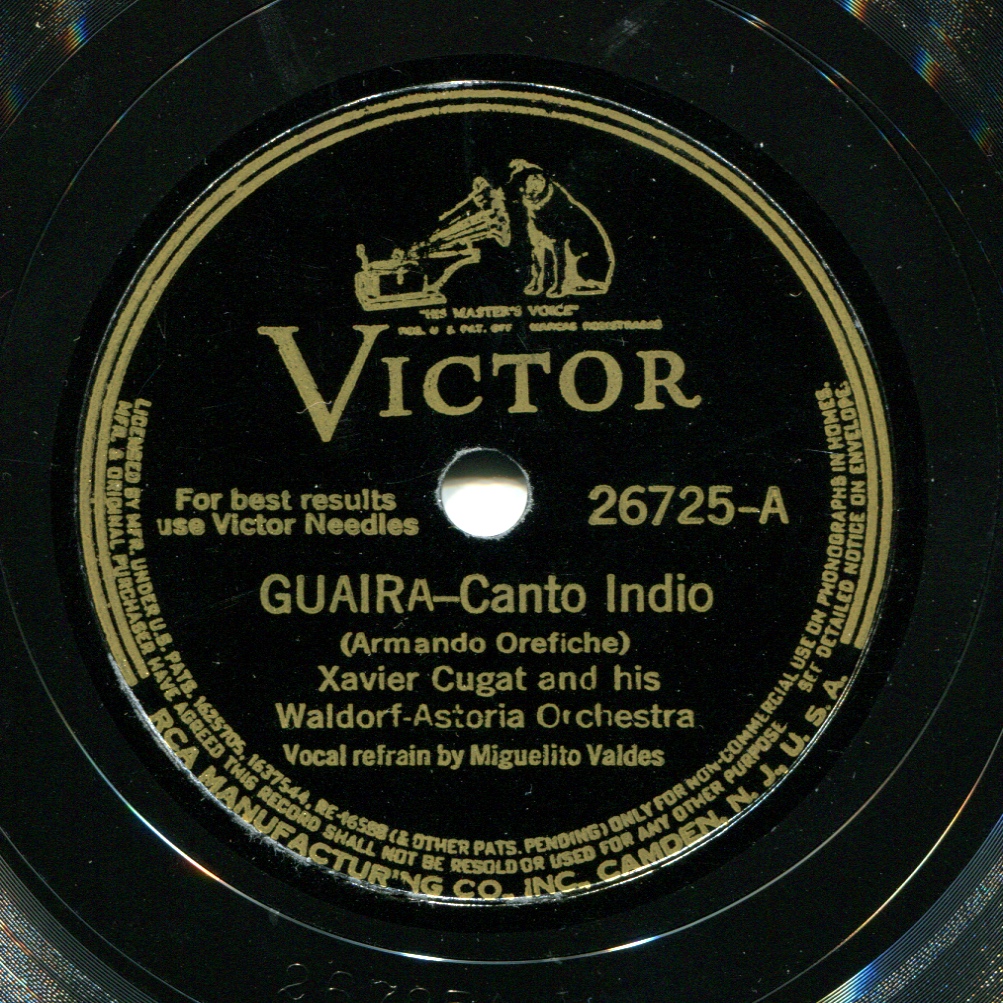 "HIS MASTER'S VOICE"
REG. U. S. PAT. OFF. MARCAS REGISTRADAS
VICTOR
For best results
use Victor Needles
26725-A
GUAIRA—Canto Indio
(Armando Orefiche)
Xavier Cugat and his
Waldorf-Astoria Orchestra
Vocal refrain by Miguelito Valdes
LICENSED BY MFR. UNDER U.S. PATS. 1625705, 1637544, RE-16588 (& OTHER PATS. PENDING) ONLY FOR NON-COMMERCIAL USE ON PHONOGRAPHS IN HOMES.
MFR. & ORIGINAL PURCHASER HAVE AGREED THIS RECORD SHALL NOT BE RESOLD OR USED FOR ANY OTHER PURPOSE SEE DETAILED NOTICE ON ENVELOPE.
RCA MANUFACTURING CO., INC., CAMDEN, N. J., U. S. A.